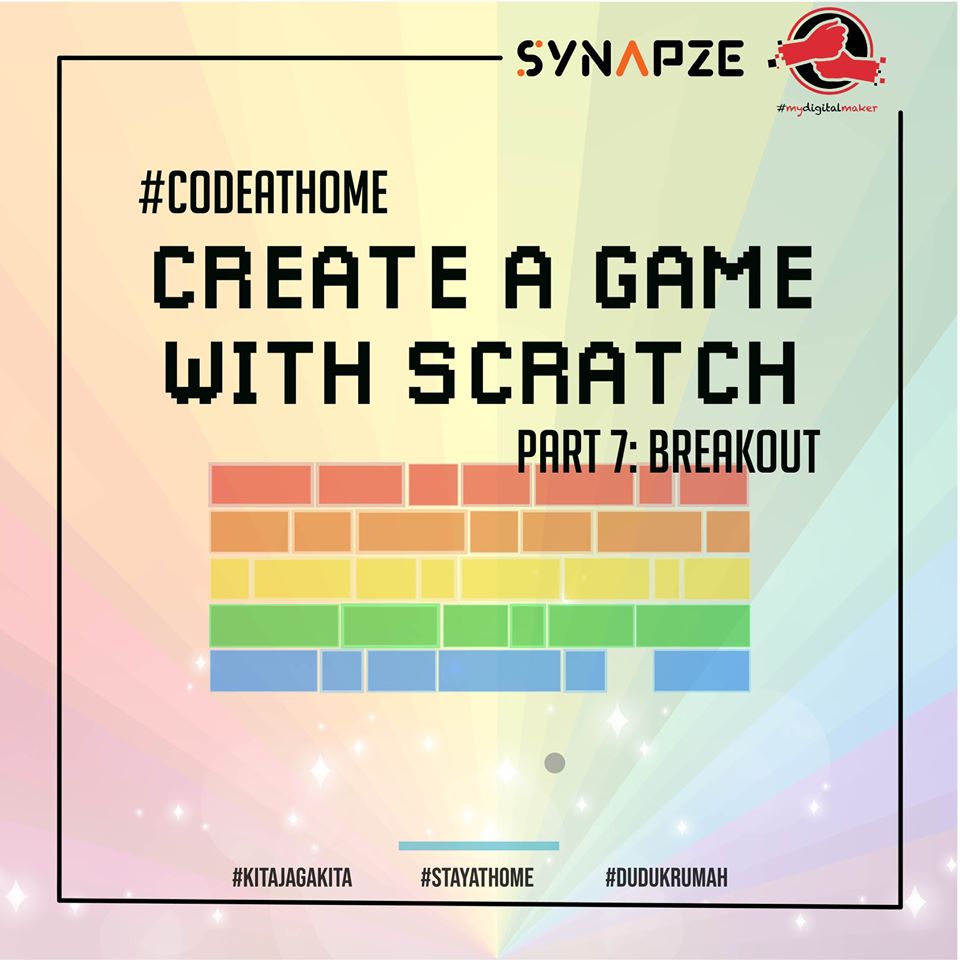 SYNAPZE
#mydigitalmaker
#CODEATHOME
CREATE A GAME
WITH SCRATCH
PART 7: BREAKOUT
#KITAJAGAKITA #STAYATHOME #DUDUKRUMAH